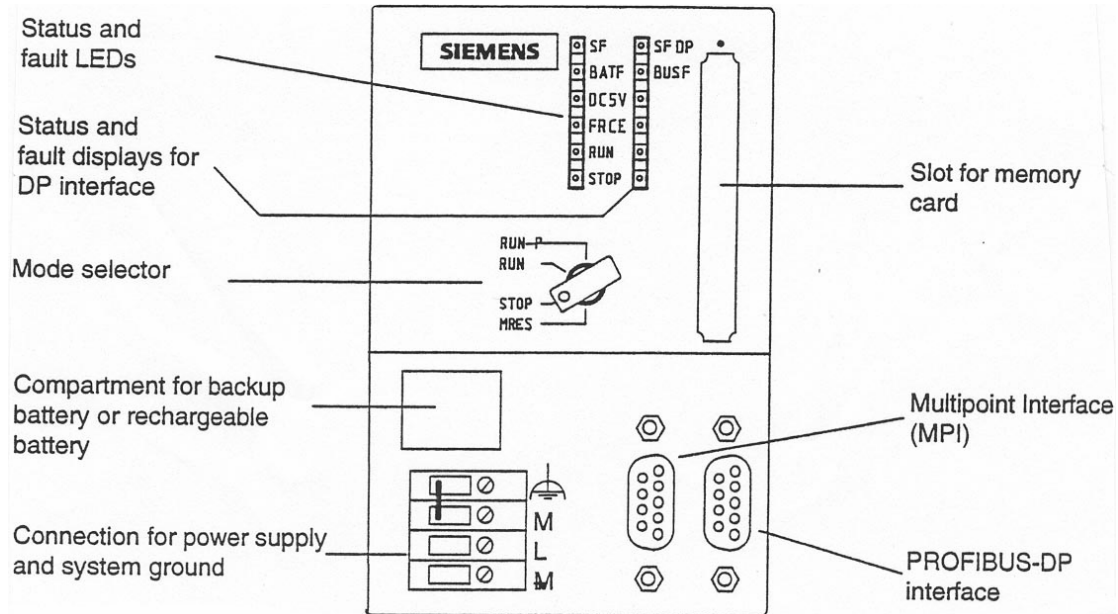 Status and
fault LEDs
Status and
fault displays for
DP interface
Mode selector
Compartment for backup
battery or rechargeable
battery
Connection for power supply
and system ground
SIEMENS
SF
BATF
DC5V
FRCE
RUN
STOP
SF DP
BUSF
RUN-P
RUN
STOP
MRES
M
L
M
Slot for memory
card
Multipoint Interface
(MPI)
PROFIBUS-DP
interface